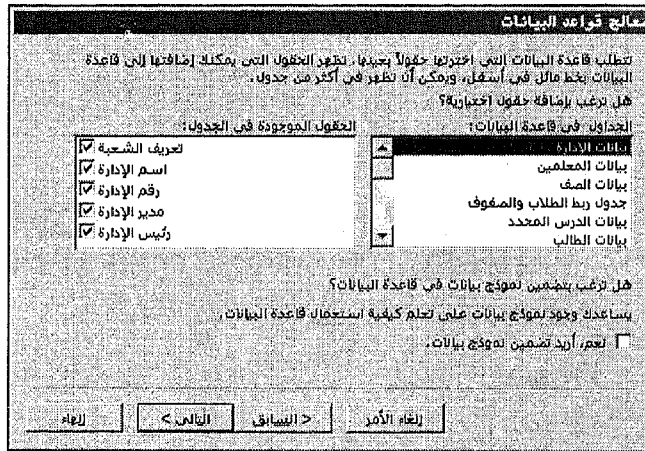 معالج قواعد البيانات
تتطلب قاعدة البيانات التي اخترتها حقولاً بعينها، تظهر الحقول التي يمكنك إضافتها إلى قاعدة
البيانات بخط مائل في أسفل، ويمكن أن تظهر في أكثر من جدول.
هل ترغب بإضافة حقول اختيارية؟
الجداول في قاعدة البيانات:
بيانات الإدارة
بيانات المعلمين
بيانات الصف
جدول ربط الطلاب والصفوف
بيانات الدرس المحدد
بيانات الطالب
الحقول الموجودة في الجدول:
تعريف الشعبة
اسم الإدارة
رقم الإدارة
مدير الإدارة
رئيس الإدارة
هل ترغب بتضمين نموذج بيانات في قاعدة البيانات؟
يساعدك وجود نموذج بيانات على تعلم كيفية استعمال قاعدة البيانات.
نعم، أريد تضمين نموذج بيانات.
إلغاء الأمر
< السابق
التالي >
إنهاء